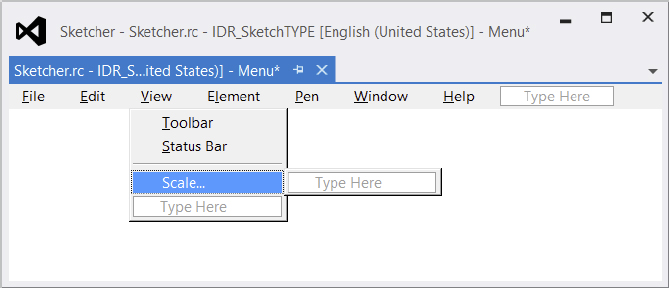 Sketcher - Sketcher.rc - IDR_SketchTYPE [English (United States)] - Menu*
Sketcher.rc - IDR_S...ited States)] - Menu*
File Edit View Element Pen Window Help Type Here
Toolbar
Status Bar
Scale... Type Here
Type Here